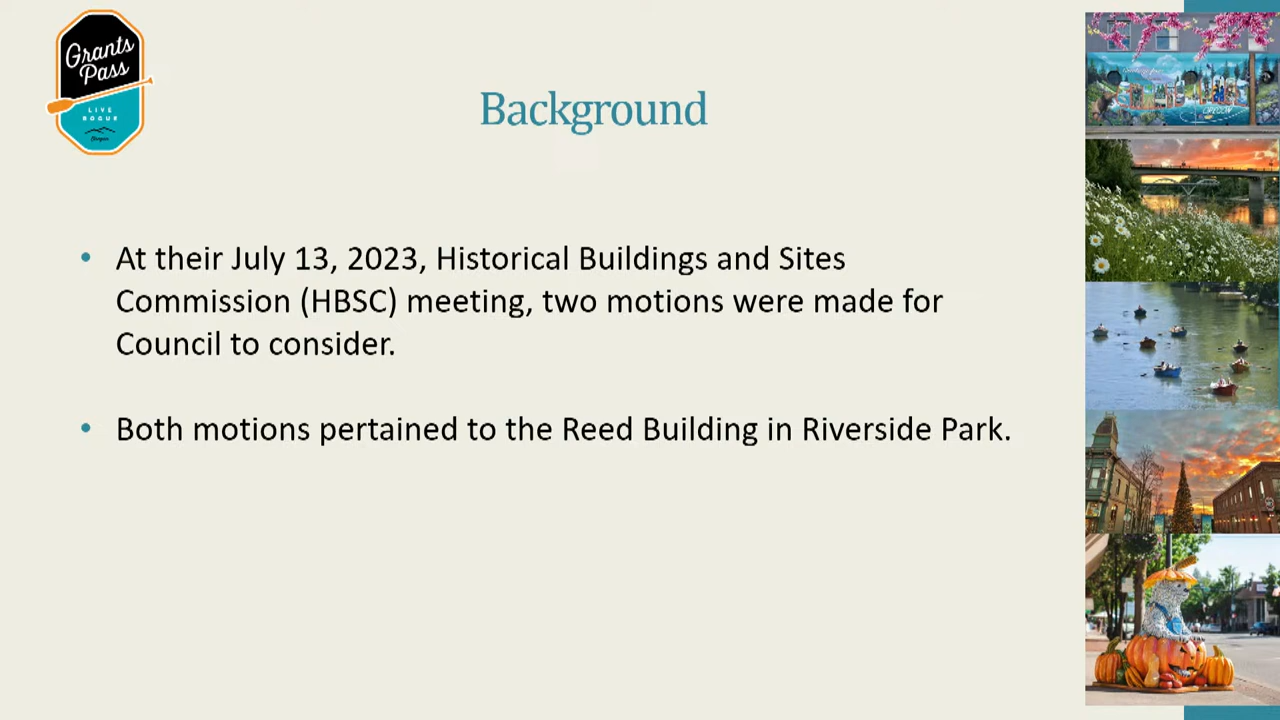 Grants
Pass
LIVE
ROGUE
Oregon
Background
• At their July 13, 2023, Historical Buildings and Sites
Commission (HBSC) meeting, two motions were made for
Council to consider.
• Both motions pertained to the Reed Building in Riverside Park.